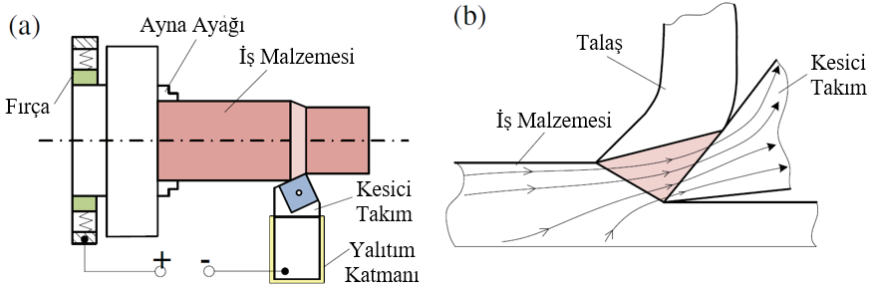 (a)
Ayna Ayağı
İş Malzemesi
Fırça
Kesici
Takım
Yalıtım
Katmanı
+ -
(b)
Talaş
Kesici
Takım
İş Malzemesi